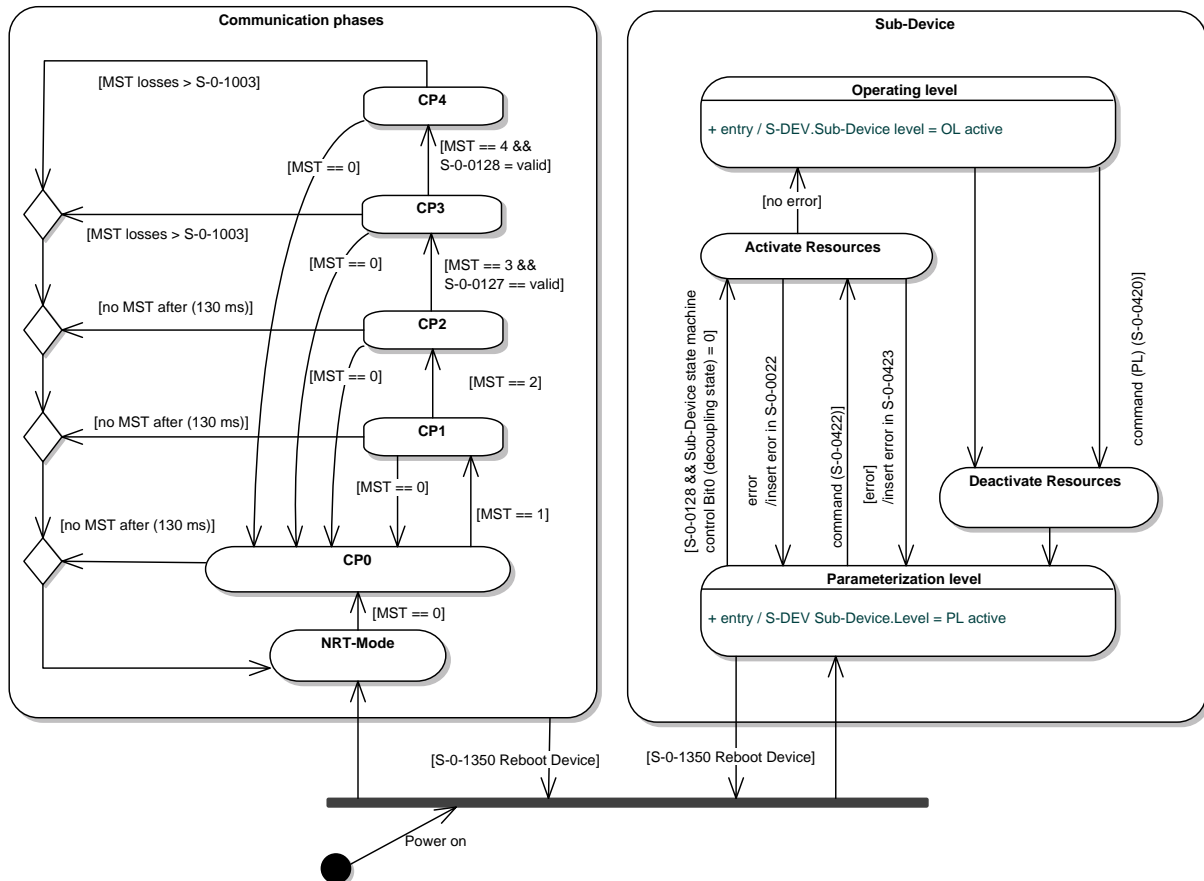 Communication phases
[MST losses > S-0-1003]
CP4
[MST == 0]
[MST == 4 &&
S-0-0128 = valid]
CP3
[MST losses > S-0-1003]
[MST == 0]
[MST == 3 &&
S-0-0127 == valid]
[no MST after (130 ms)]
CP2
[MST == 0]
[MST == 2]
[no MST after (130 ms)]
CP1
[MST == 0]
[MST == 1]
[no MST after (130 ms)]
CP0
[MST == 0]
NRT-Mode
[S-0-1350 Reboot Device]
Power on
Sub-Device
Operating level
+ entry / S-DEV.Sub-Device level = OL active
[no error]
Activate Resources
[S-0-0128 && Sub-Device state machine
control Bit0 (decoupling state) = 0]
error
/insert error in S-0-0022
command (S-0-0422)]
[error]
/insert error in S-0-0423
command (PL) (S-0-0420)]
Deactivate Resources
Parameterization level
+ entry / S-DEV Sub-Device.Level = PL active
[S-0-1350 Reboot Device]